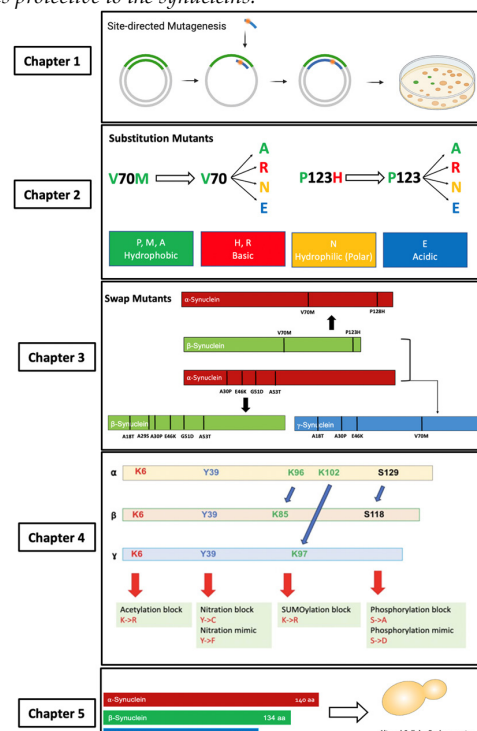 as protective to the synucleins.
Chapter 1
Site-directed Mutagenesis
Chapter 2
Substitution Mutants
V70M V70 P123H P123
A A
R R
N N
E E
P, M, A
Hydrophobic
H, R
Basic
N
Hydrophilic (Polar)
E
Acidic
Chapter 3
Swap Mutants
α-Synuclein
V70M P128H
V70M P123H
β-Synuclein
α-Synuclein
A30P E46K G51D A53T
β-Synuclein
A18T A29S A30P E46K G51D A53T
γ-Synuclein
A18T A30P E46K V70M
Chapter 4
α K6 Y39 K96 K102 S129
β K6 Y39 K85 S118
γ K6 Y39 K97
Acetylation block
K->R
Nitration block
Y->C
Nitration mimic
Y->F
SUMOylation block
K->R
Phosphorylation block
S->A
Phosphorylation mimic
S->D
Chapter 5
α-Synuclein 140 aa
β-Synuclein 134 aa